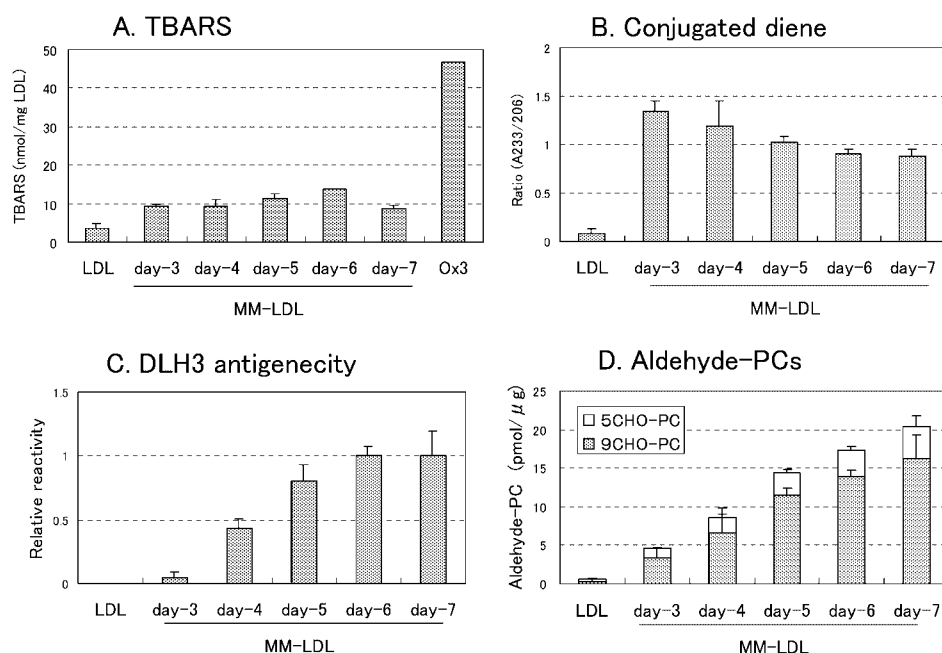 A. TBARS
TBARS (nmol/mg LDL)
50
40
30
20
10
0
LDL day-3 day-4 day-5 day-6 day-7 Ox3
MM-LDL
B. Conjugated diene
Ratio (A233/206)
2
1.5
1
0.5
0
LDL day-3 day-4 day-5 day-6 day-7
MM-LDL
C. DLH3 antigenecity
Relative reactivity
1.5
1
0.5
0
LDL day-3 day-4 day-5 day-6 day-7
MM-LDL
D. Aldehyde-PCs
Aldehyde-PC (pmol/μg)
25
20
15
10
5
0
5CHO-PC
9CHO-PC
LDL day-3 day-4 day-5 day-6 day-7
MM-LDL